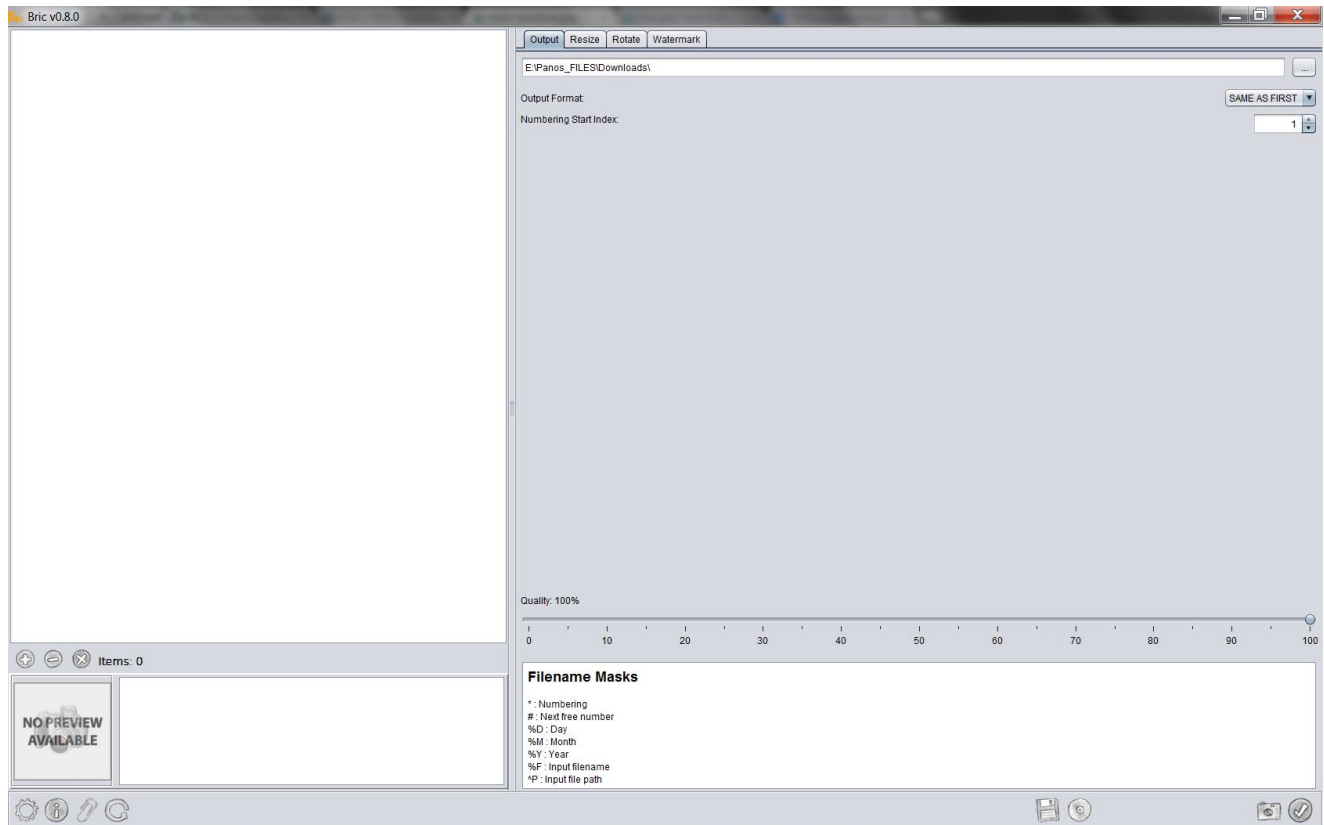 Bric v0.8.0
Output Resize Rotate Watermark
E:\Panos_FILES\Downloads\
...
Output Format:
SAME AS FIRST
Numbering Start Index:
1
Quality: 100%
0 10 20 30 40 50 60 70 80 90 100
Items: 0
NO PREVIEW
AVAILABLE
Filename Masks
* : Numbering
# : Next free number
%D : Day
%M : Month
%Y : Year
%F : Input filename
^P : Input file path